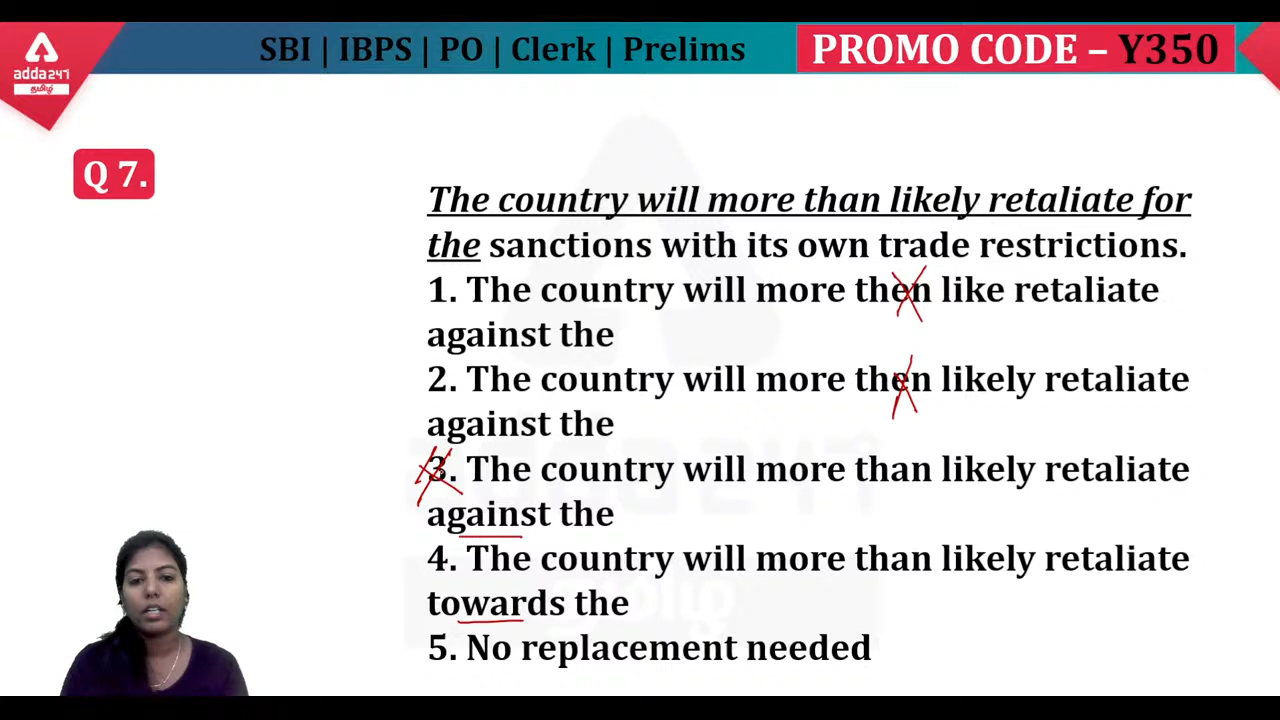 SBI | IBPS | PO | Clerk | Prelims
PROMO CODE – Y350
adda247
தமிழ்
Q 7.
The country will more than likely retaliate for
the sanctions with its own trade restrictions.
1. The country will more then like retaliate
against the
2. The country will more then likely retaliate
against the
3. The country will more than likely retaliate
against the
4. The country will more than likely retaliate
towards the
5. No replacement needed
adda247
தமிழ்